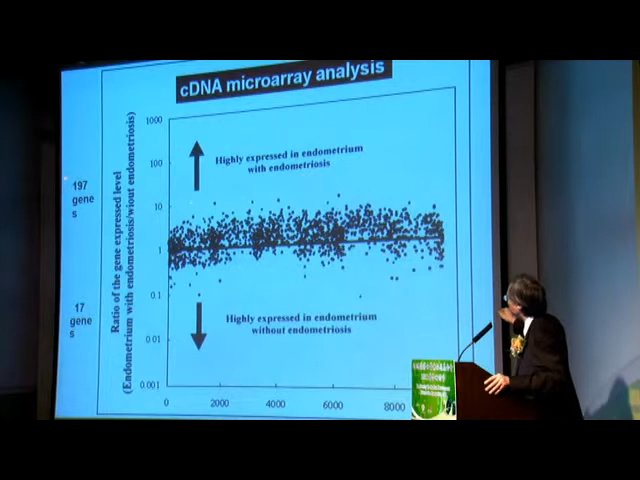 cDNA microarray analysis
1000
100
10
1
0.1
0.01
0.001
0
2000
4000
6000
8000
Ratio of the gene expressed level
(Endometrium with endometriosis/wiout endometriosis)
Highly expressed in endometrium
with endometriosis
Highly expressed in endometrium
without endometriosis
197
gene
s
17
gene
s